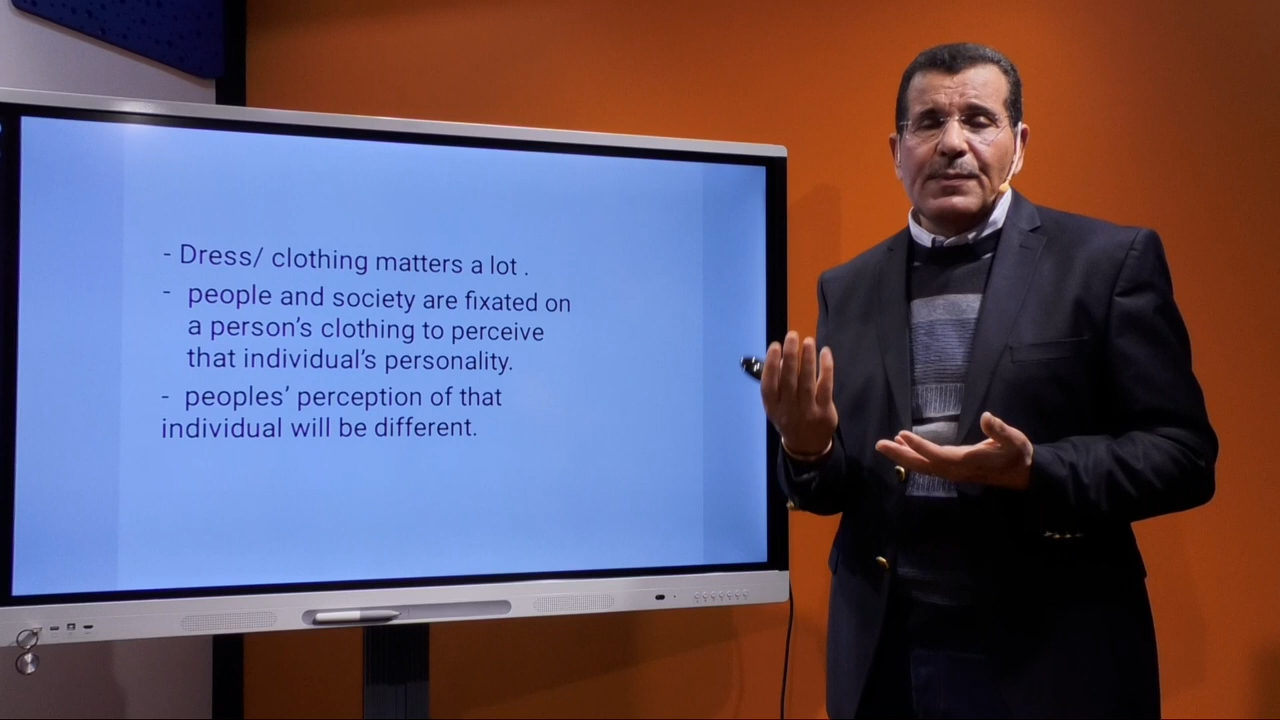 - Dress/ clothing matters a lot .
- people and society are fixated on
a person's clothing to perceive
that individual's personality.
- peoples' perception of that
individual will be different.